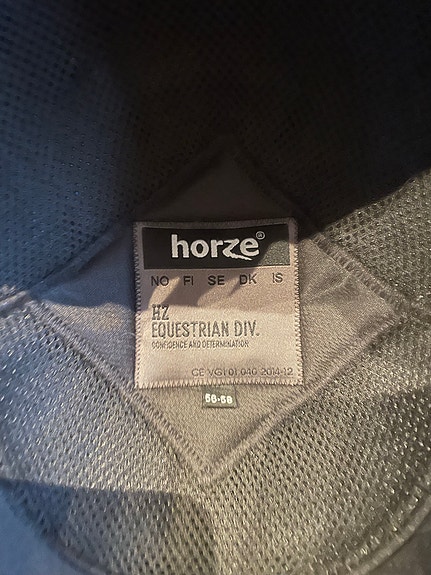 horze®
NO FI SE DK IS
HZ
EQUESTRIAN DIV.
CONFIDENCE AND DETERMINATION
CE VG1 01.040 2014-12
56-58